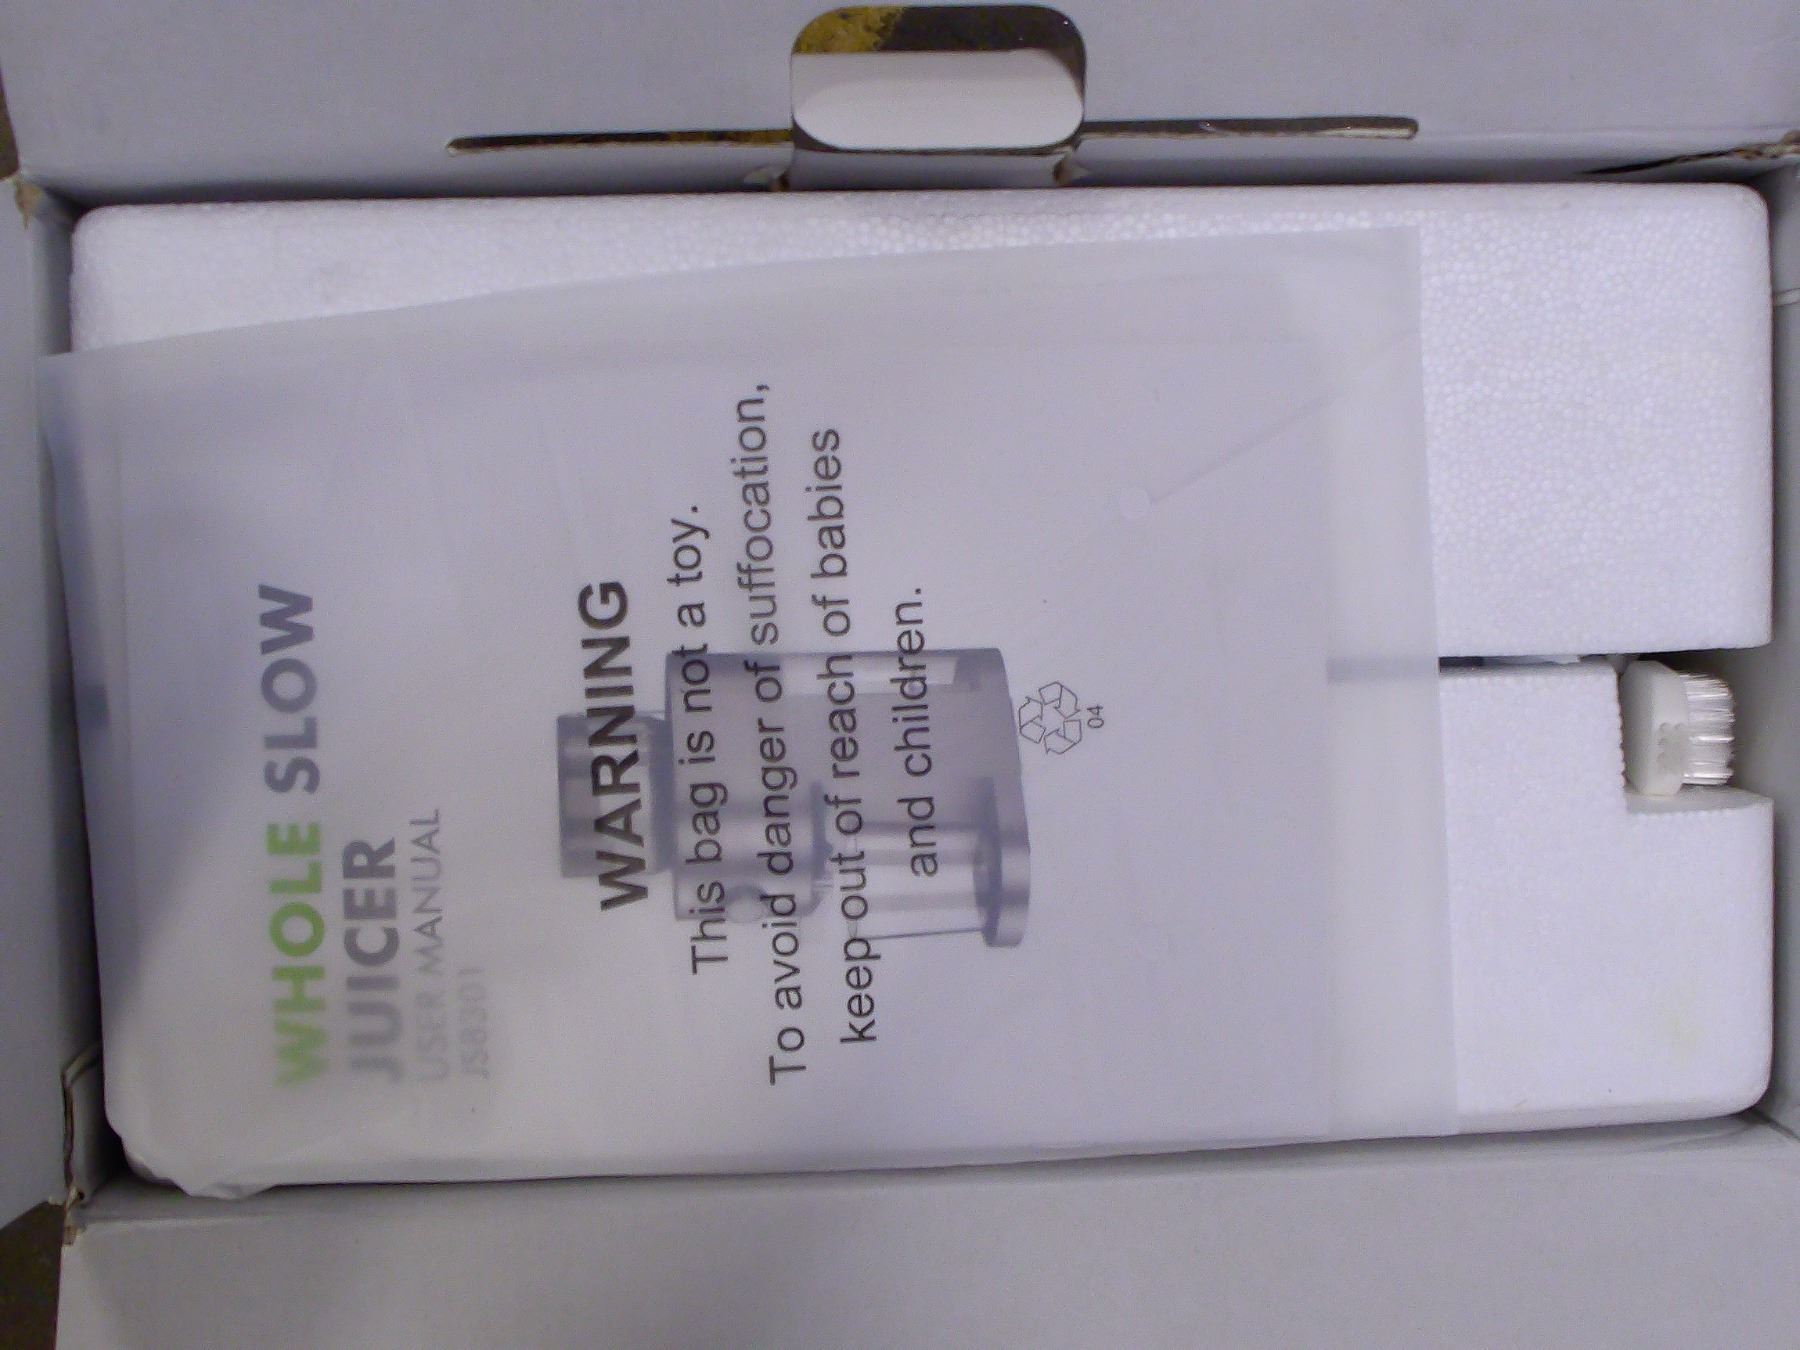 WHOLE SLOW
JUICER
USER MANUAL
JS8301
WARNING
This bag is not a toy.
To avoid danger of suffocation,
keep out of reach of babies
and children.
04